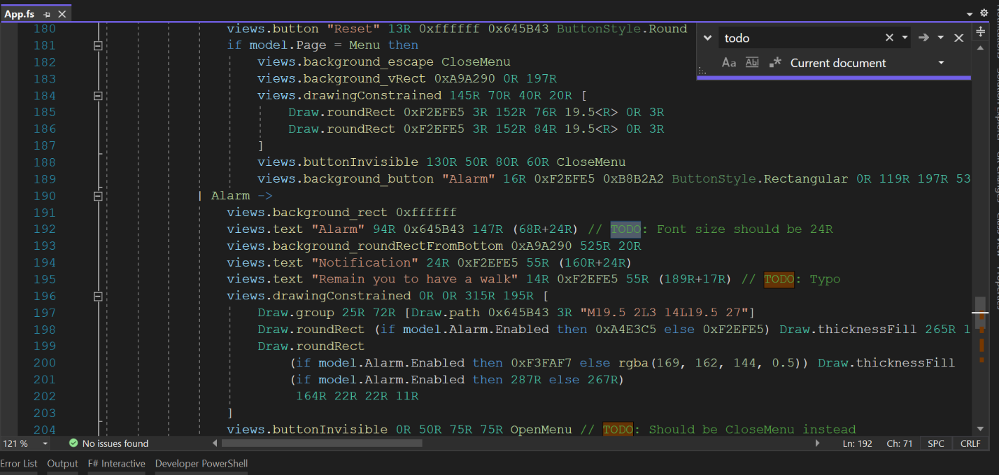 App.fs
180 views.button "Reset" 13R 0xffffff 0x645B43 ButtonStyle.Round
todo
Aa Ab .* Current document
181 if model.Page = Menu then
182 views.background_escape CloseMenu
183 views.background_vRect 0xA9A290 0R 197R
184 views.drawingConstrained 145R 70R 40R 20R [
185 Draw.roundRect 0xF2EFE5 3R 152R 76R 19.5<R> 0R 3R
186 Draw.roundRect 0xF2EFE5 3R 152R 84R 19.5<R> 0R 3R
187 ]
188 views.buttonInvisible 130R 50R 80R 60R CloseMenu
189 views.background_button "Alarm" 16R 0xF2EFE5 0xB8B2A2 ButtonStyle.Rectangular 0R 119R 197R 53
190 | Alarm ->
191 views.background_rect 0xffffff
192 views.text "Alarm" 94R 0x645B43 147R (68R+24R) // TODO: Font size should be 24R
193 views.background_roundRectFromBottom 0xA9A290 525R 20R
194 views.text "Notification" 24R 0xF2EFE5 55R (160R+24R)
195 views.text "Remain you to have a walk" 14R 0xF2EFE5 55R (189R+17R) // TODO: Typo
196 views.drawingConstrained 0R 0R 315R 195R [
197 Draw.group 25R 72R [Draw.path 0x645B43 3R "M19.5 2L3 14L19.5 27"]
198 Draw.roundRect (if model.Alarm.Enabled then 0xA4E3C5 else 0xF2EFE5) Draw.thicknessFill 265R 1
199 Draw.roundRect
200 (if model.Alarm.Enabled then 0xF3FAF7 else rgba(169, 162, 144, 0.5)) Draw.thicknessFill
201 (if model.Alarm.Enabled then 287R else 267R)
202 164R 22R 22R 11R
203 ]
204 views.buttonInvisible 0R 50R 75R 75R OpenMenu // TODO: Should be CloseMenu instead
121 % No issues found Ln: 192 Ch: 71 SPC CRLF
Error List Output F# Interactive Developer PowerShell